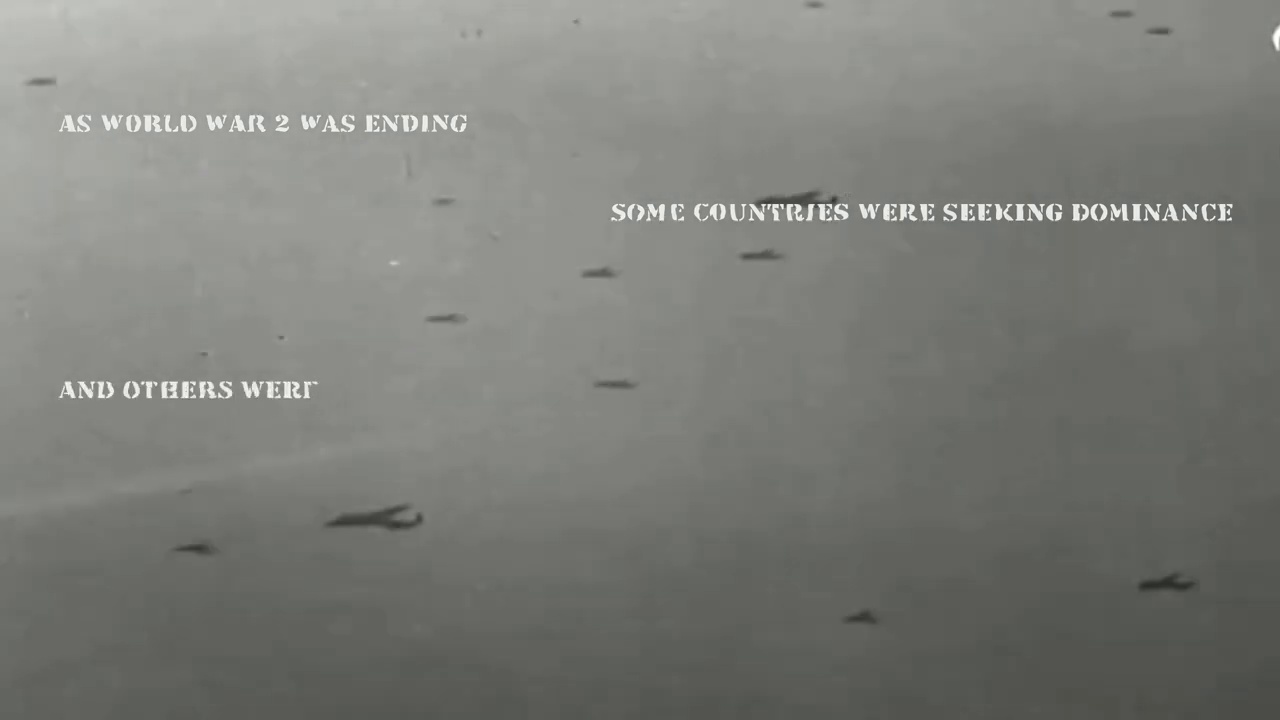 AS WORLD WAR 2 WAS ENDING
SOME COUNTRIES WERE SEEKING DOMINANCE
AND OTHERS WERE